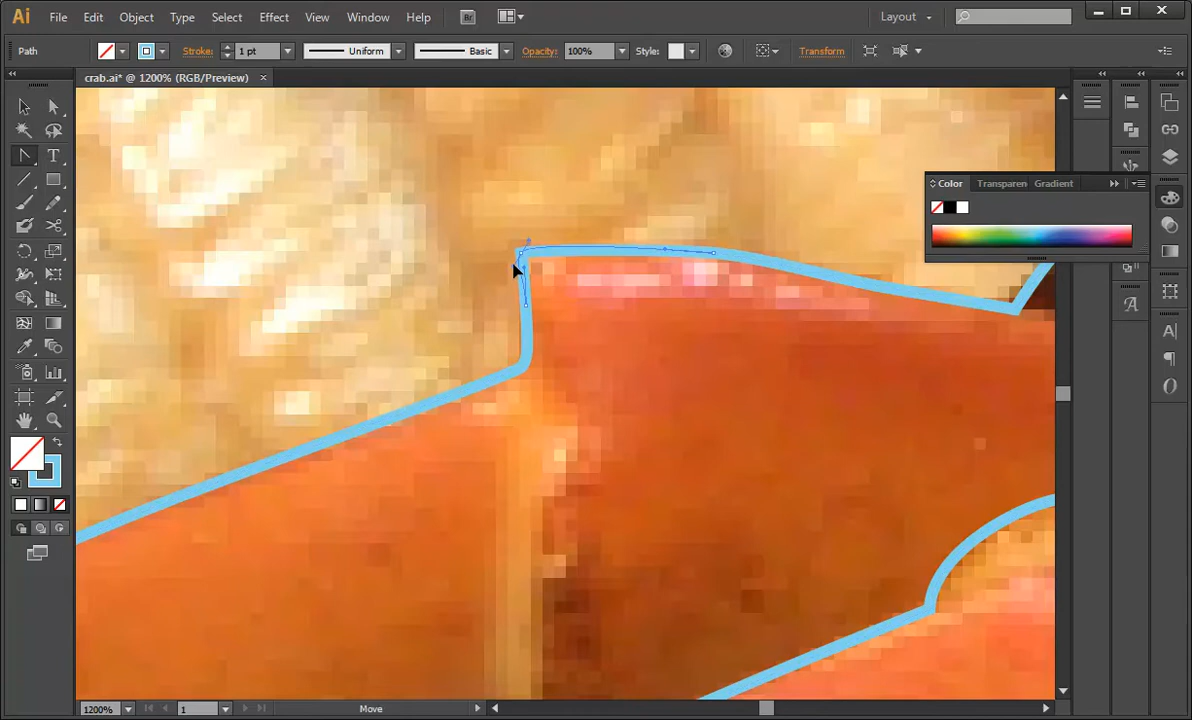 Ai File Edit Object Type Select Effect View Window Help Br Layout
Path Stroke: 1 pt Uniform Basic Opacity: 100% Style: Transform
crab.ai* @ 1200% (RGB/Preview)
Color Transparen Gradient
T
A
A
1200% 1 Move